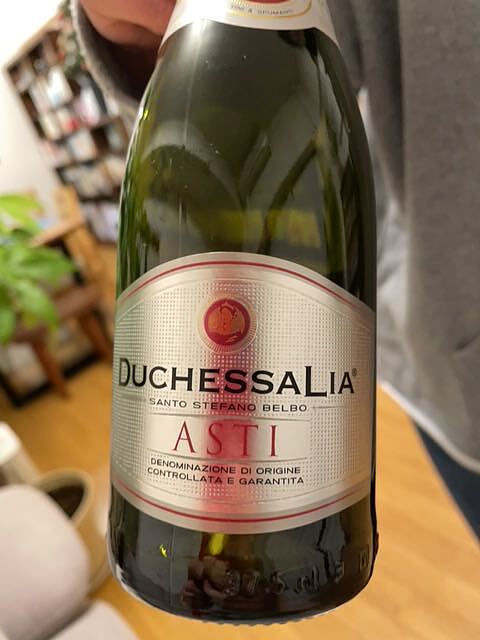 DUCHESSALIA®
SANTO STEFANO BELBO
ASTI
DENOMINAZIONE DI ORIGINE
CONTROLLATA E GARANTITA